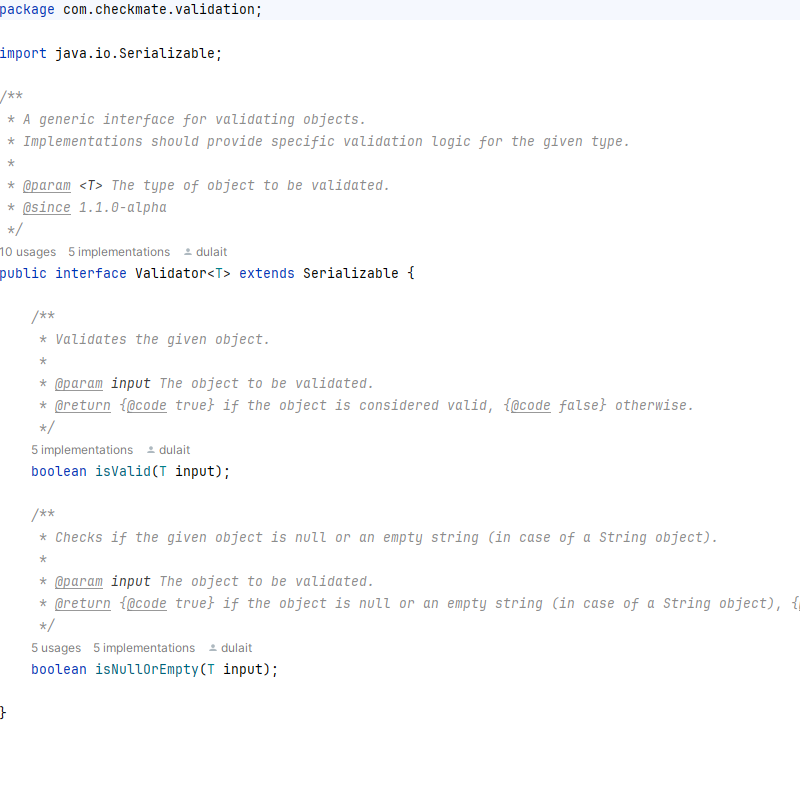 package com.checkmate.validation;
import java.io.Serializable;
/**
* A generic interface for validating objects.
* Implementations should provide specific validation logic for the given type.
*
* @param <T> The type of object to be validated.
* @since 1.1.0-alpha
*/
10 usages 5 implementations dulait
public interface Validator<T> extends Serializable {
/**
* Validates the given object.
*
* @param input The object to be validated.
* @return {@code true} if the object is considered valid, {@code false} otherwise.
*/
5 implementations dulait
boolean isValid(T input);
/**
* Checks if the given object is null or an empty string (in case of a String object).
*
* @param input The object to be validated.
* @return {@code true} if the object is null or an empty string (in case of a String object), {
*/
5 usages 5 implementations dulait
boolean isNullOrEmpty(T input);
}